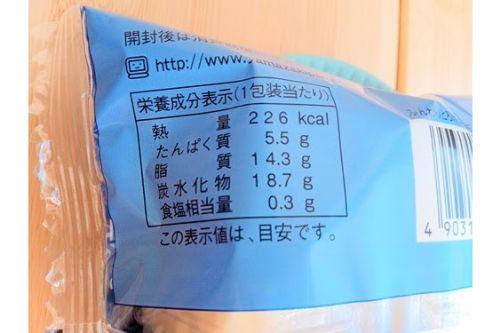 開封後は消
http://www.yamazakipan
栄養成分表示(1包装当たり)
熱量 226 kcal
たんぱく質 5.5 g
脂質 14.3 g
炭水化物 18.7 g
食塩相当量 0.3 g
この表示値は、目安です。
4 9031